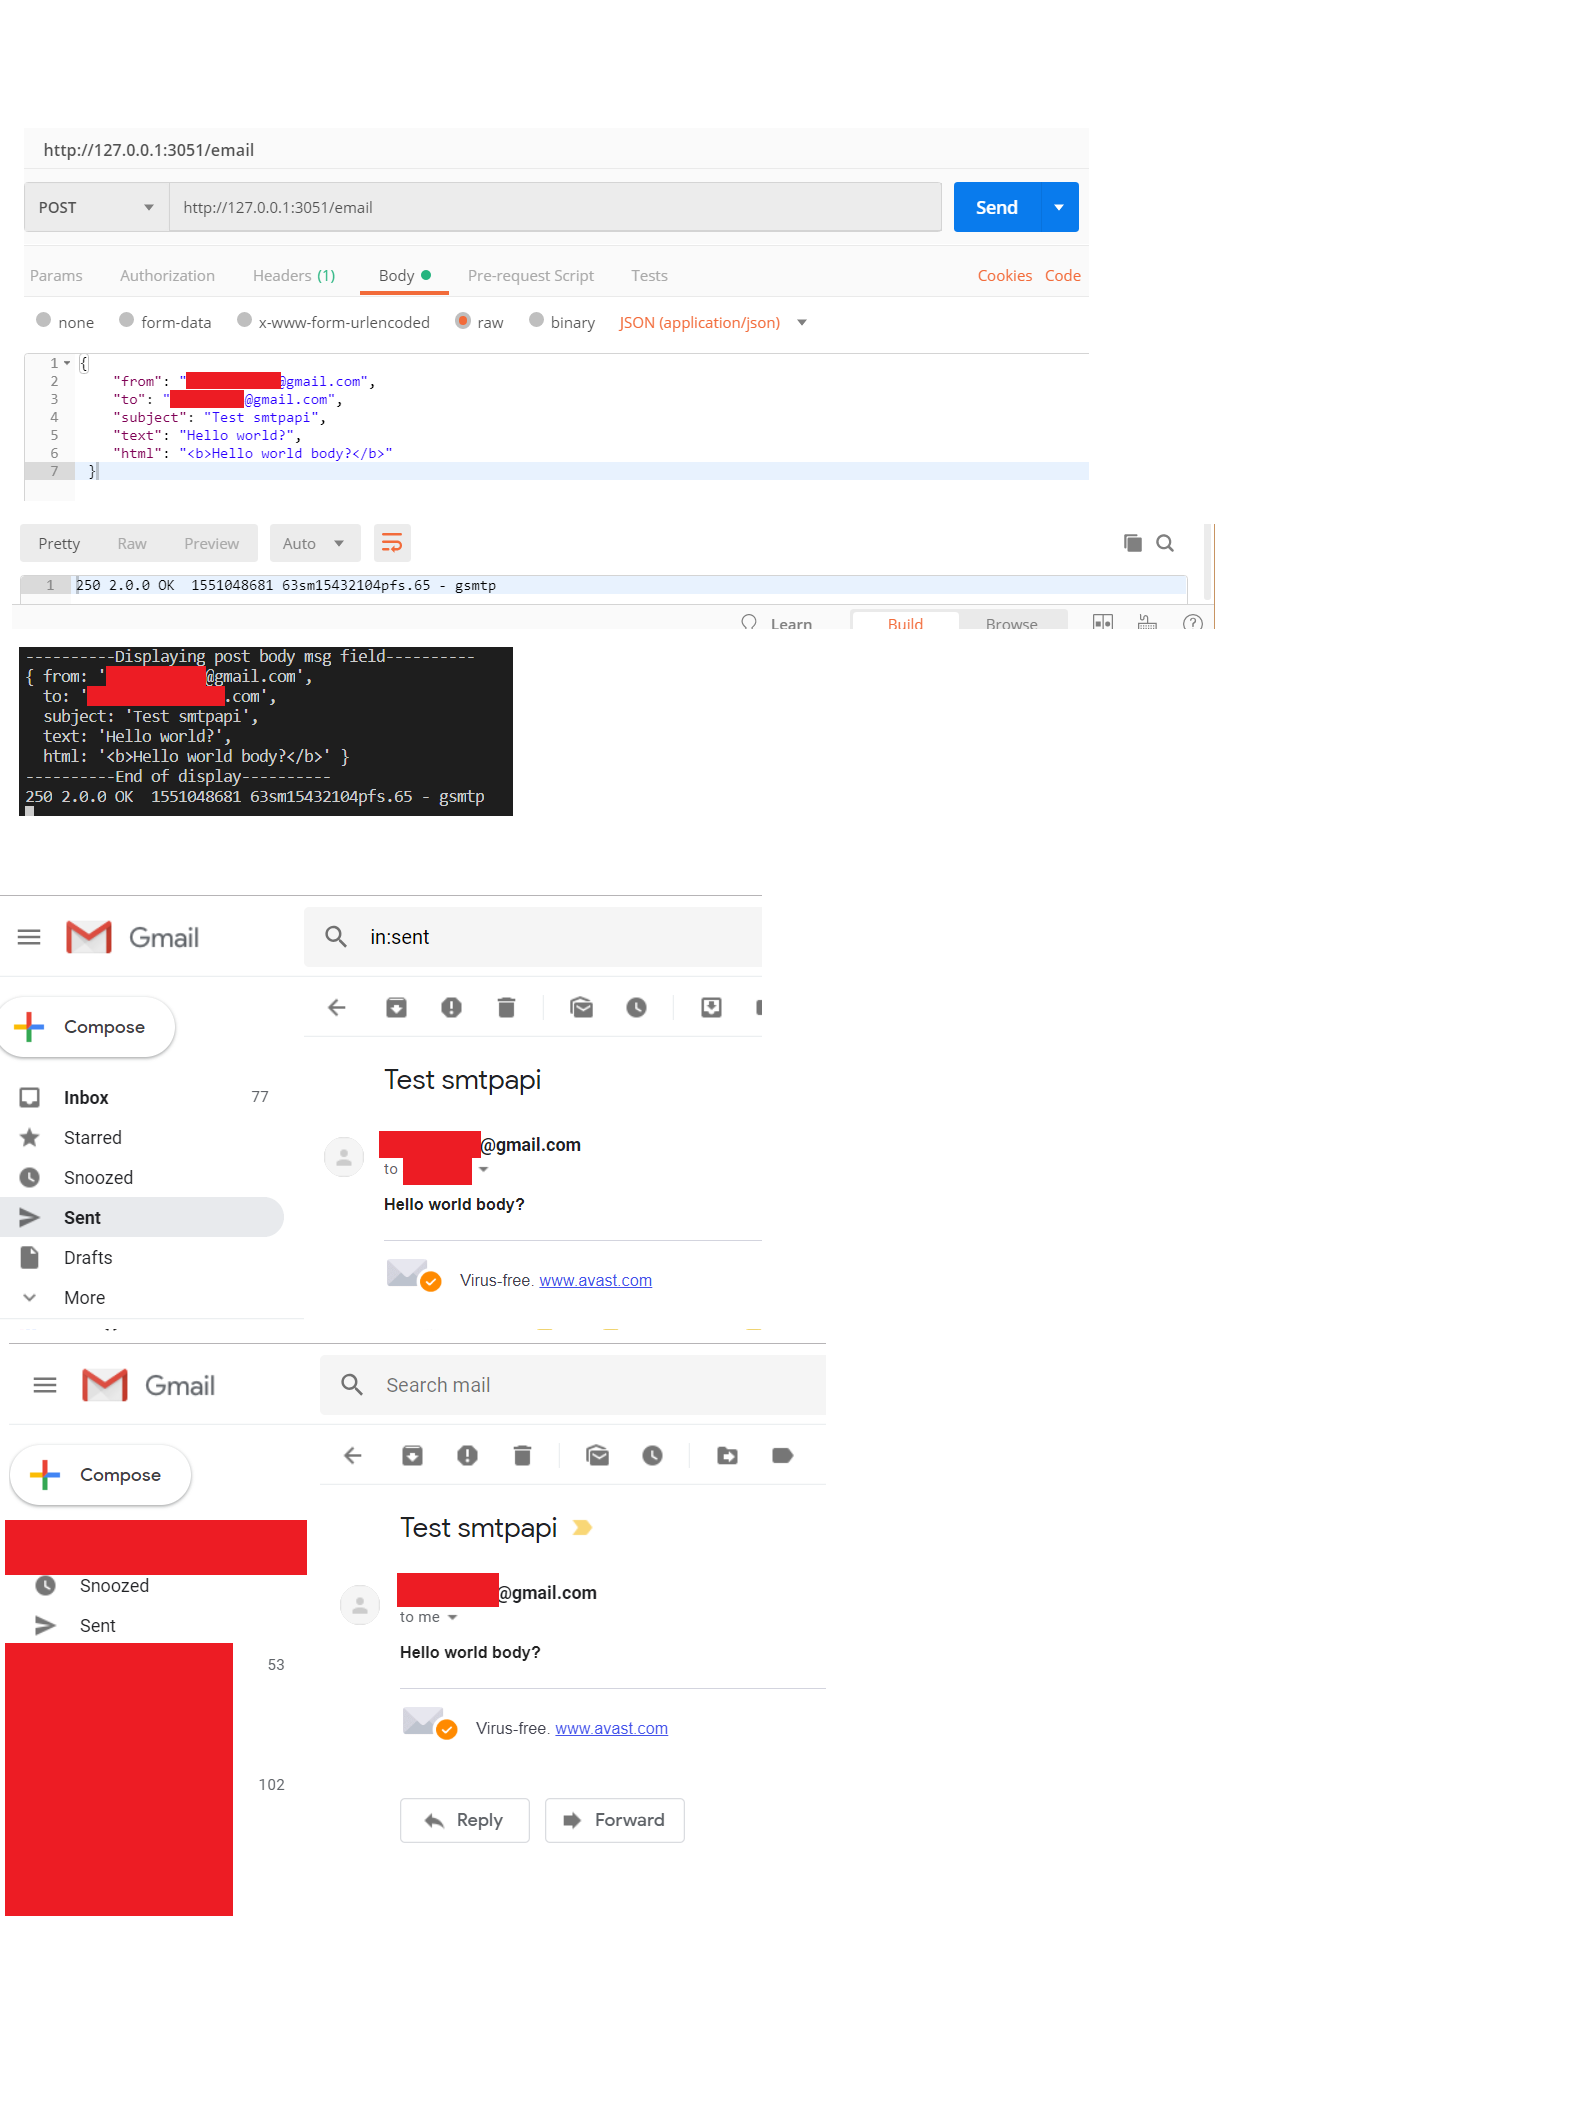 http://127.0.0.1:3051/email
POST http://127.0.0.1:3051/email Send
Params Authorization Headers (1) Body Pre-request Script Tests Cookies Code
none form-data x-www-form-urlencoded raw binary JSON (application/json)
1 {
2 "from": "@gmail.com",
3 "to": "@gmail.com",
4 "subject": "Test smtpapi",
5 "text": "Hello world?",
6 "html": "<b>Hello world body?</b>"
7 }
Pretty Raw Preview Auto
1 250 2.0.0 OK  1551048681 63sm15432104pfs.65 - gsmtp
Learn Build Browse
----------Displaying post body msg field----------
{ from: '@gmail.com',
to: '.com',
subject: 'Test smtpapi',
text: 'Hello world?',
html: '<b>Hello world body?</b>' }
----------End of display----------
250 2.0.0 OK  1551048681 63sm15432104pfs.65 - gsmtp
Gmail in:sent
Compose
Inbox 77
Starred
Snoozed
Sent
Drafts
More
Test smtpapi
@gmail.com
to
Hello world body?
Virus-free. www.avast.com
Gmail Search mail
Compose
Snoozed
Sent
53
102
Test smtpapi
@gmail.com
to me
Hello world body?
Virus-free. www.avast.com
Reply Forward